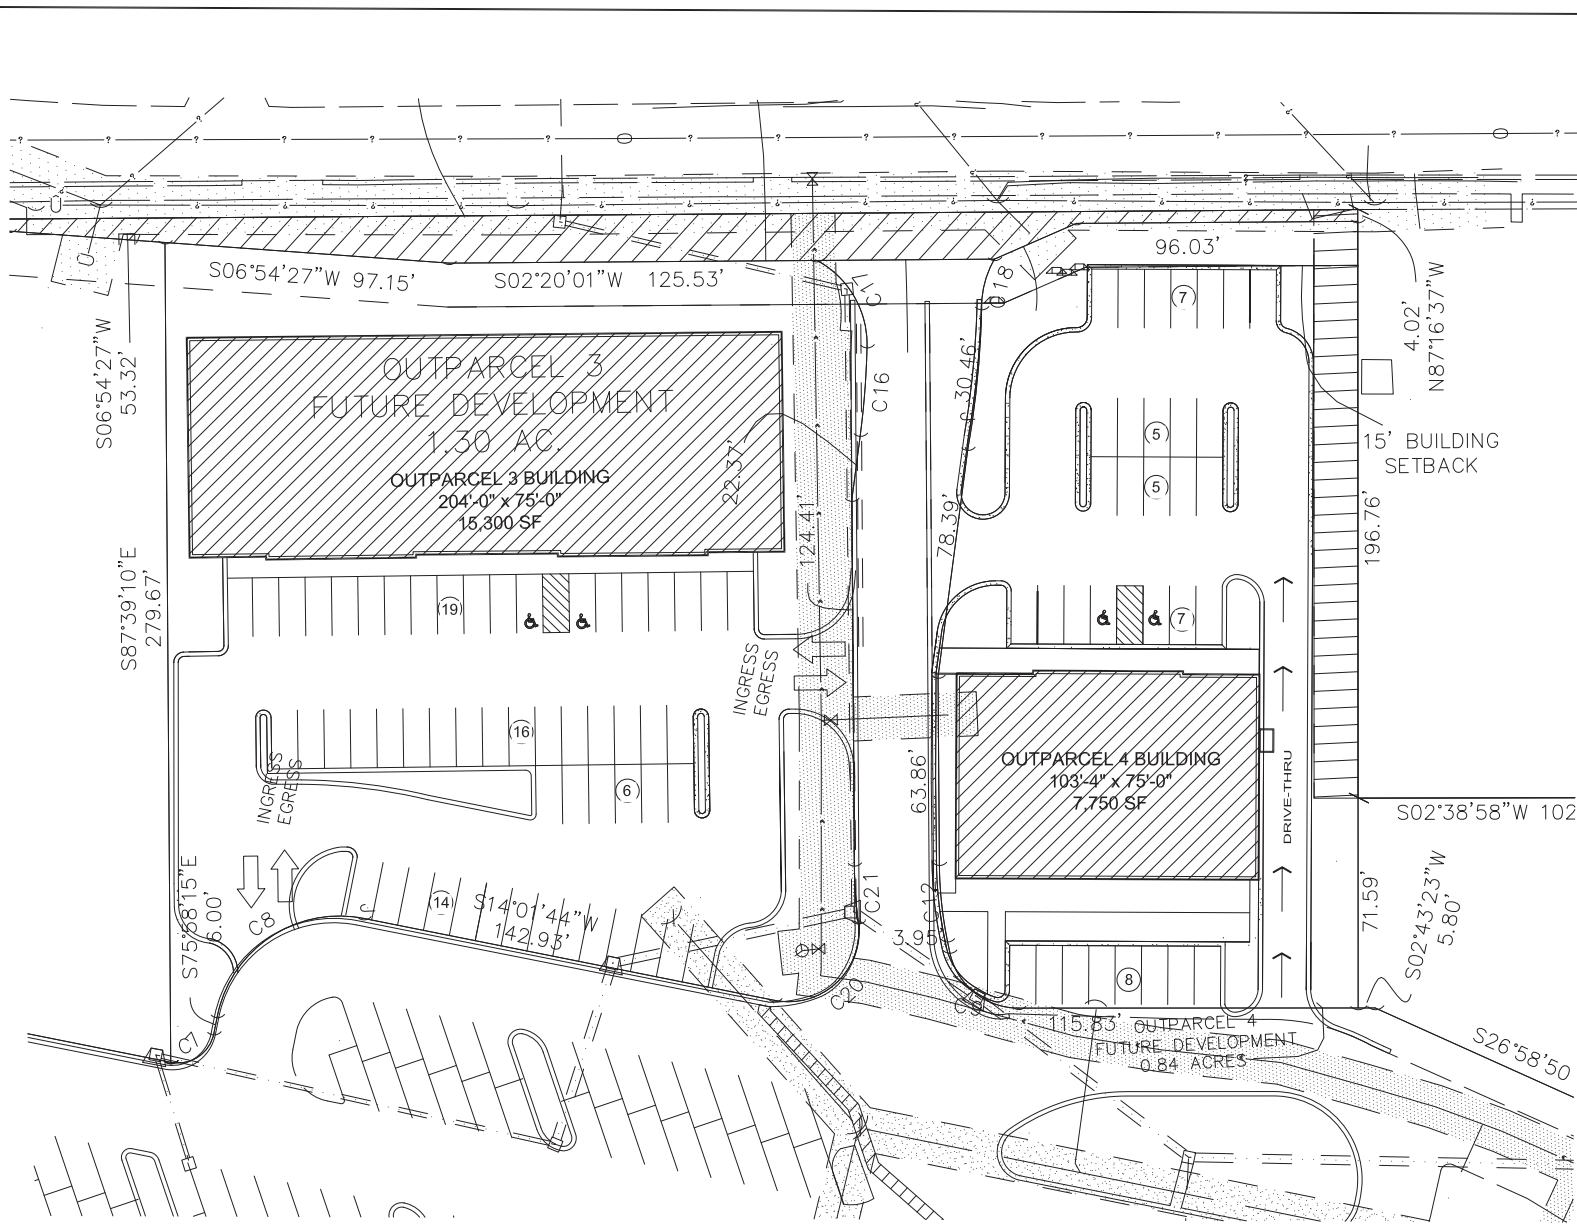 96.03'
S06°54'27"W 97.15'
S02°20'01"W 125.53'
C17
C18
7
4.02'
N87°16'37"W
S06°54'27"W
53.32'
OUTPARCEL 3
FUTURE DEVELOPMENT
1.30 AC.
OUTPARCEL 3 BUILDING
204'-0" x 75'-0"
15,300 SF
22.37'
C16
30.46'
5
5
15' BUILDING
SETBACK
124.41'
78.39'
196.76'
S87°39'10"E
279.67'
19
7
INGRESS
EGRESS
16
6
INGRESS
EGRESS
63.86'
OUTPARCEL 4 BUILDING
103'-4" x 75'-0"
7,750 SF
DRIVE-THRU
S02°38'58"W 102
S75°58'15"E
6.00'
C8
14
S14°01'44"W
142.93'
C21
C12
3.95'
71.59'
S02°43'23"W
5.80'
8
C20
C7
115.83'
OUTPARCEL 4
FUTURE DEVELOPMENT
0.84 ACRES
S26°58'50